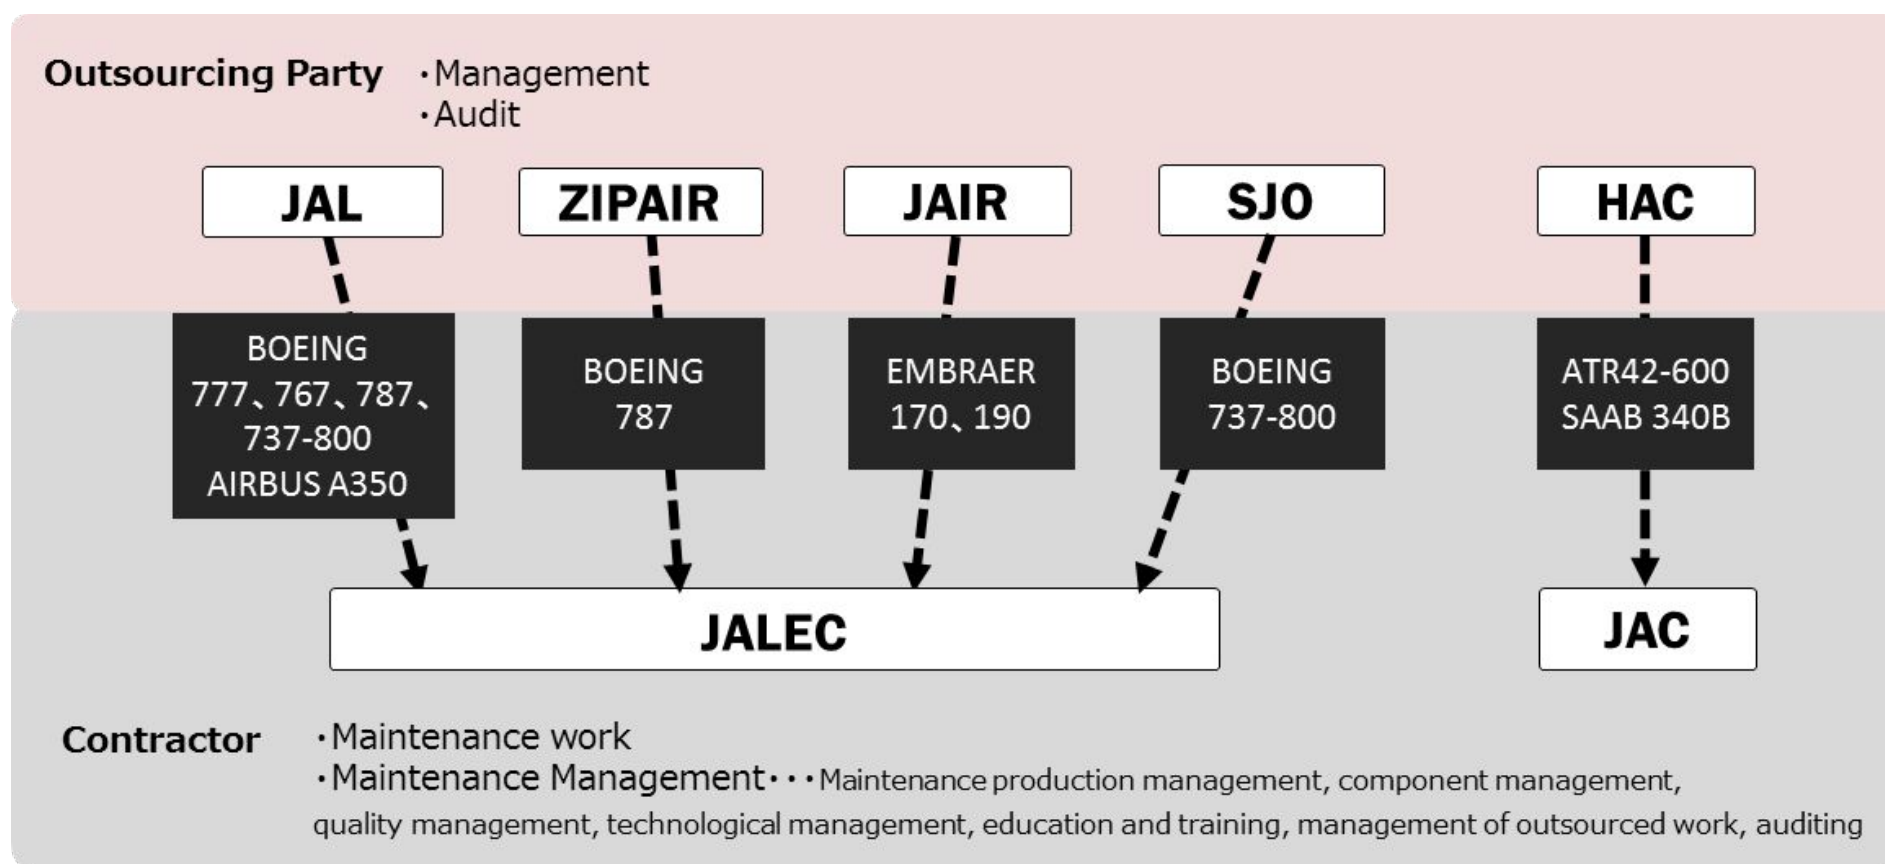 Outsourcing Party ・Management
・Audit
JAL
ZIPAIR
JAIR
SJO
HAC
BOEING
777、767、787、
737-800
AIRBUS A350
BOEING
787
EMBRAER
170、190
BOEING
737-800
ATR42-600
SAAB 340B
JALEC
JAC
Contractor ・Maintenance work
・Maintenance Management・・・Maintenance production management, component management,
quality management, technological management, education and training, management of outsourced work, auditing